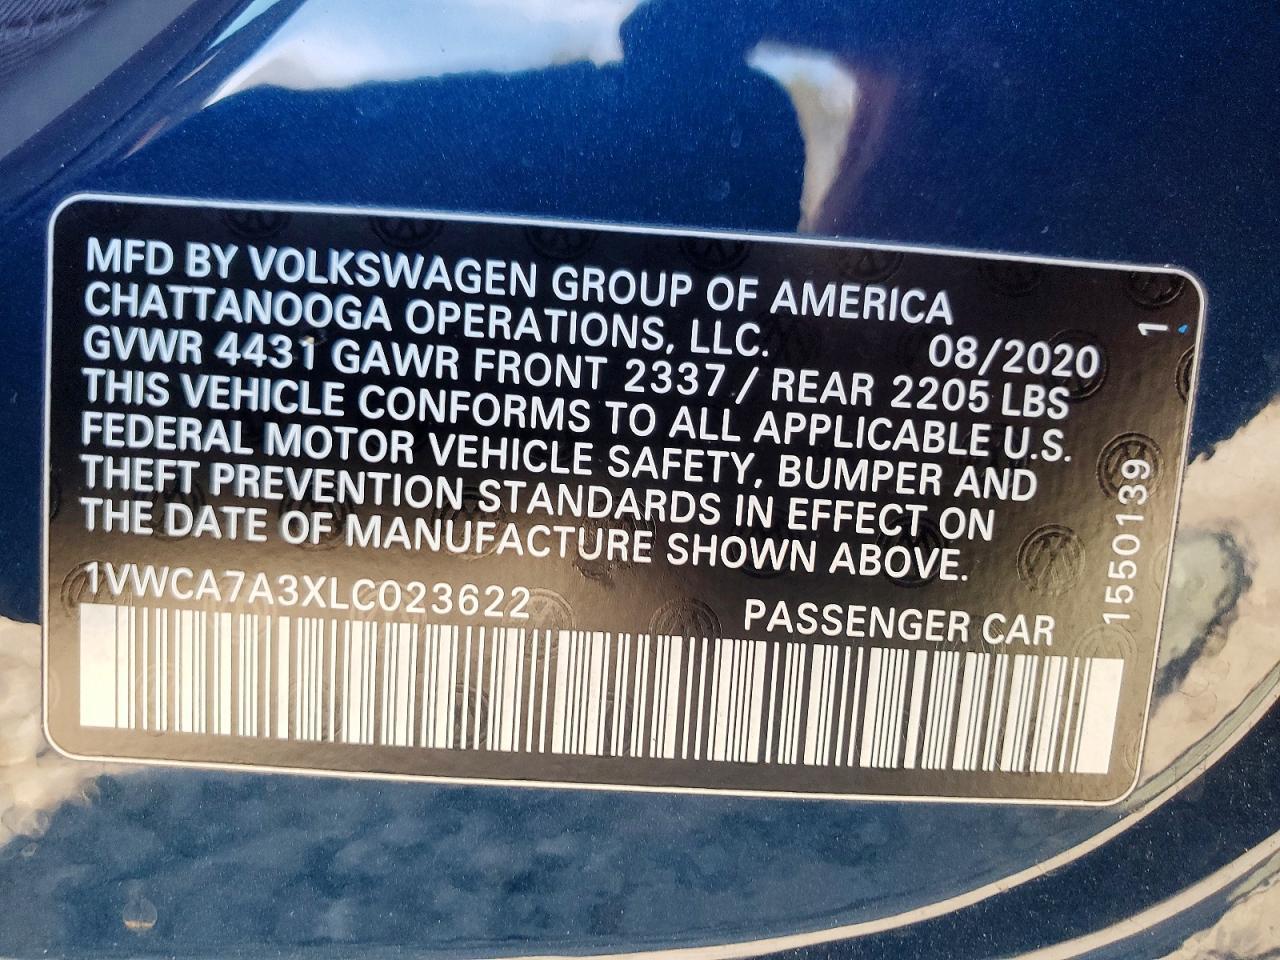 MFD BY VOLKSWAGEN GROUP OF AMERICA
CHATTANOOGA OPERATIONS, LLC. 08/2020
GVWR 4431 GAWR FRONT 2337 / REAR 2205 LBS
THIS VEHICLE CONFORMS TO ALL APPLICABLE U.S.
FEDERAL MOTOR VEHICLE SAFETY, BUMPER AND
THEFT PREVENTION STANDARDS IN EFFECT ON
THE DATE OF MANUFACTURE SHOWN ABOVE.
1VWCA7A3XLC023622 PASSENGER CAR
1550139 1